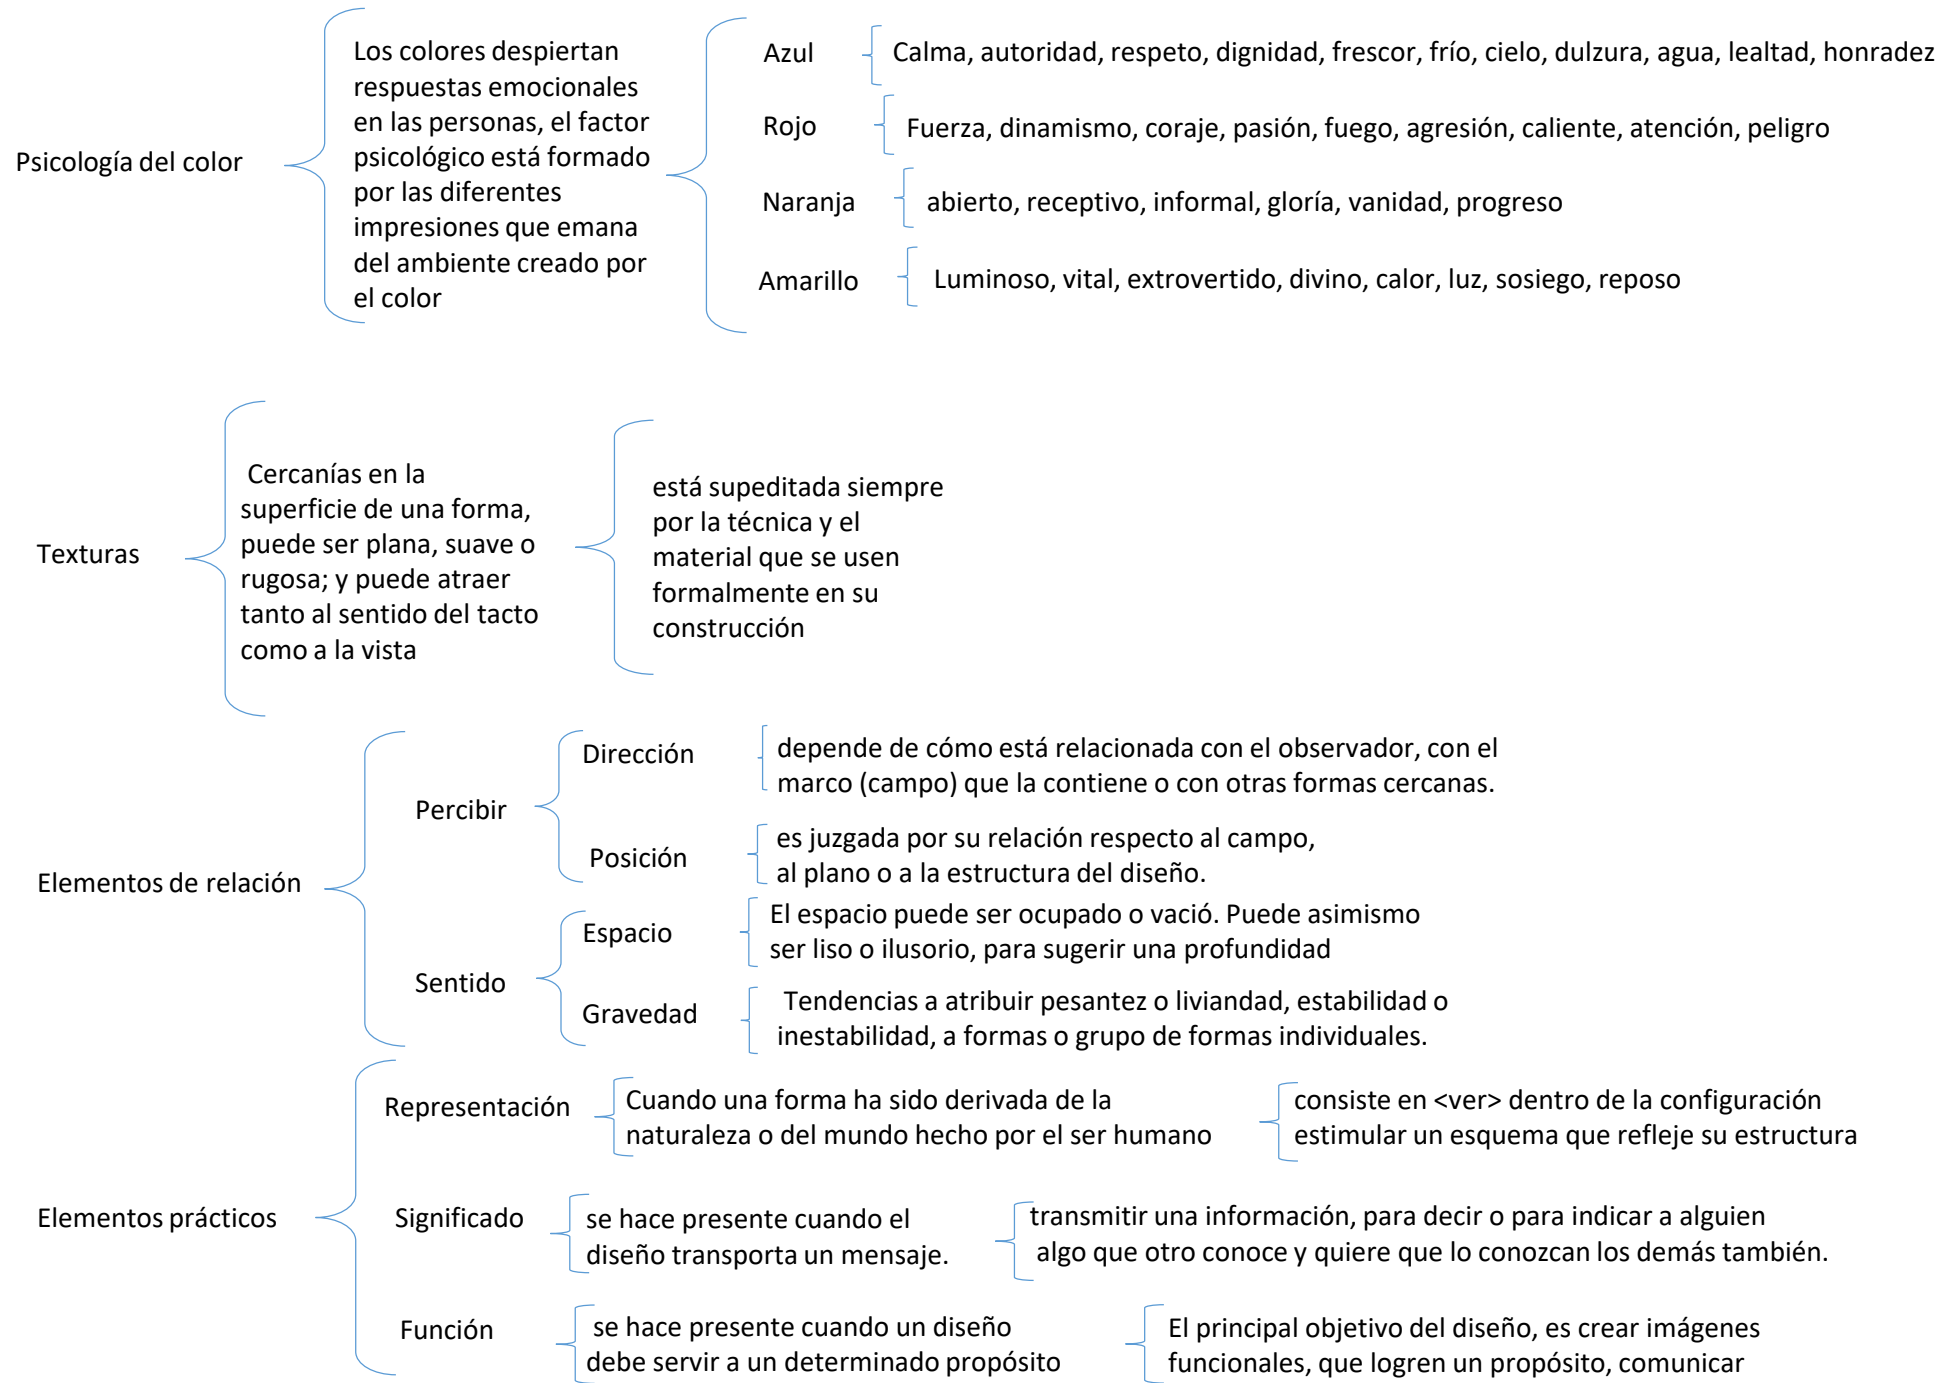 Psicología del color
Los colores despiertan
respuestas emocionales
en las personas, el factor
psicológico está formado
por las diferentes
impresiones que emana
del ambiente creado por
el color
Azul
Calma, autoridad, respeto, dignidad, frescor, frío, cielo, dulzura, agua, lealtad, honradez
Rojo
Fuerza, dinamismo, coraje, pasión, fuego, agresión, caliente, atención, peligro
Naranja
abierto, receptivo, informal, gloría, vanidad, progreso
Amarillo
Luminoso, vital, extrovertido, divino, calor, luz, sosiego, reposo
Texturas
Cercanías en la
superficie de una forma,
puede ser plana, suave o
rugosa; y puede atraer
tanto al sentido del tacto
como a la vista
está supeditada siempre
por la técnica y el
material que se usen
formalmente en su
construcción
Elementos de relación
Percibir
Dirección
depende de cómo está relacionada con el observador, con el
marco (campo) que la contiene o con otras formas cercanas.
Posición
es juzgada por su relación respecto al campo,
al plano o a la estructura del diseño.
Sentido
Espacio
El espacio puede ser ocupado o vació. Puede asimismo
ser liso o ilusorio, para sugerir una profundidad
Gravedad
Tendencias a atribuir pesantez o liviandad, estabilidad o
inestabilidad, a formas o grupo de formas individuales.
Elementos prácticos
Representación
Cuando una forma ha sido derivada de la
naturaleza o del mundo hecho por el ser humano
consiste en <ver> dentro de la configuración
estimular un esquema que refleje su estructura
Significado
se hace presente cuando el
diseño transporta un mensaje.
transmitir una información, para decir o para indicar a alguien
algo que otro conoce y quiere que lo conozcan los demás también.
Función
se hace presente cuando un diseño
debe servir a un determinado propósito
El principal objetivo del diseño, es crear imágenes
funcionales, que logren un propósito, comunicar